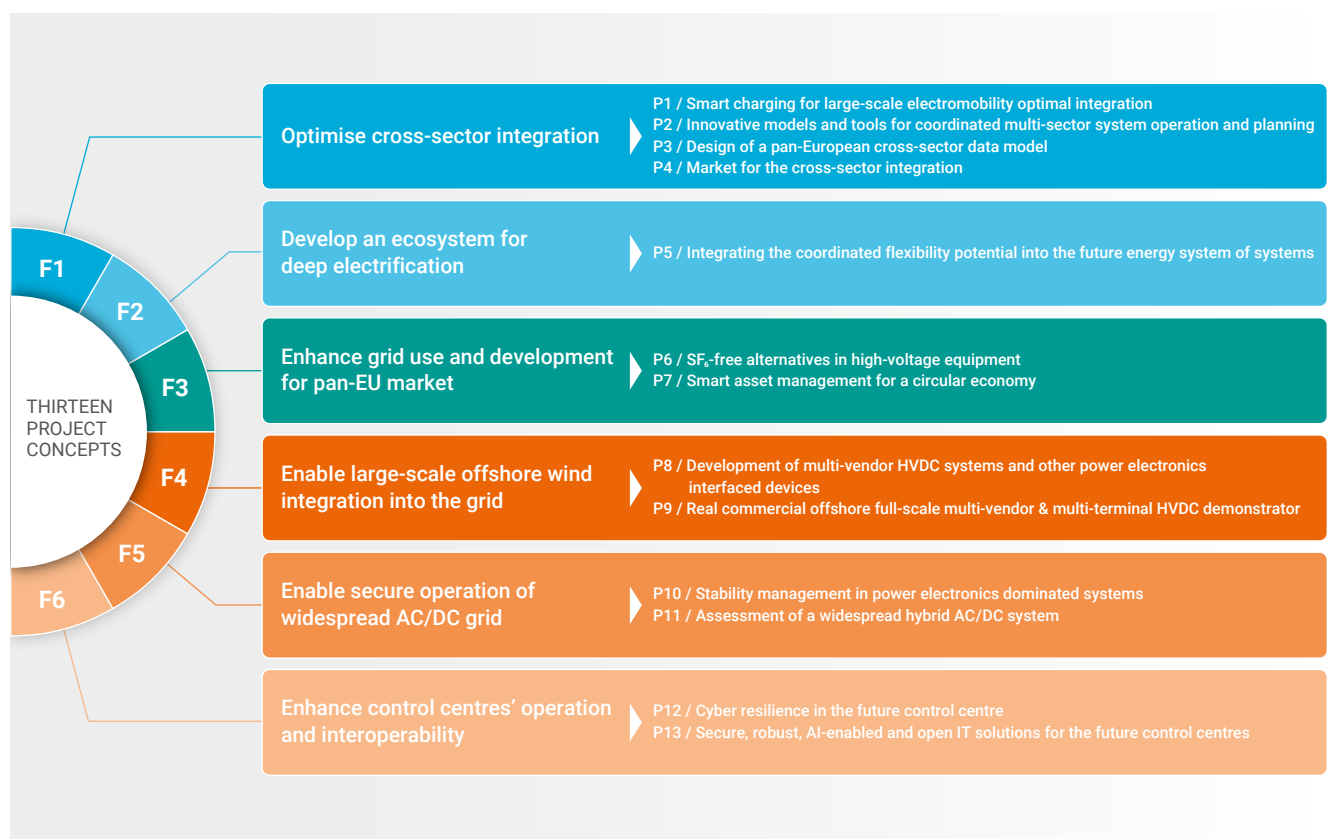 THIRTEEN
PROJECT
CONCEPTS
F1
Optimise cross-sector integration
P1 / Smart charging for large-scale electromobility optimal integration
P2 / Innovative models and tools for coordinated multi-sector system operation and planning
P3 / Design of a pan-European cross-sector data model
P4 / Market for the cross-sector integration
F2
Develop an ecosystem for
deep electrification
P5 / Integrating the coordinated flexibility potential into the future energy system of systems
F3
Enhance grid use and development
for pan-EU market
P6 / SF₆-free alternatives in high-voltage equipment
P7 / Smart asset management for a circular economy
F4
Enable large-scale offshore wind
integration into the grid
P8 / Development of multi-vendor HVDC systems and other power electronics
interfaced devices
P9 / Real commercial offshore full-scale multi-vendor & multi-terminal HVDC demonstrator
F5
Enable secure operation of
widespread AC/DC grid
P10 / Stability management in power electronics dominated systems
P11 / Assessment of a widespread hybrid AC/DC system
F6
Enhance control centres’ operation
and interoperability
P12 / Cyber resilience in the future control centre
P13 / Secure, robust, AI-enabled and open IT solutions for the future control centres